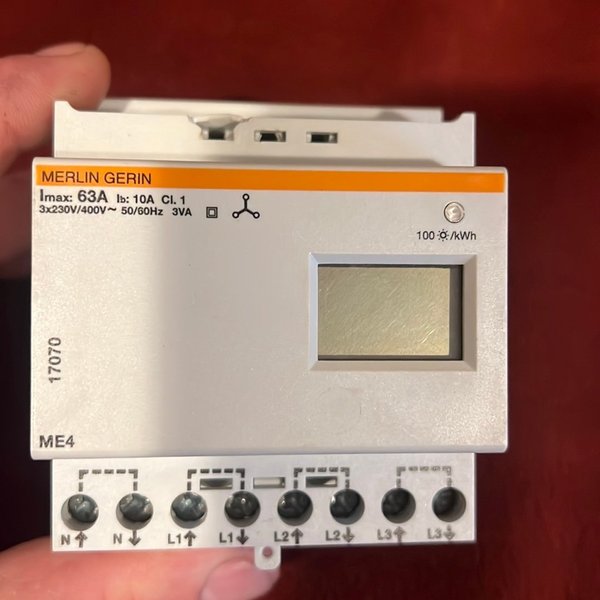 MERLIN GERIN
Imax: 63A Ib: 10A Cl. 1
3x230V/400V~ 50/60Hz 3VA
100 /kWh
17070
ME4
N↑ N↓ L1↑ L1↓ L2↑ L2↓ L3↑ L3↓